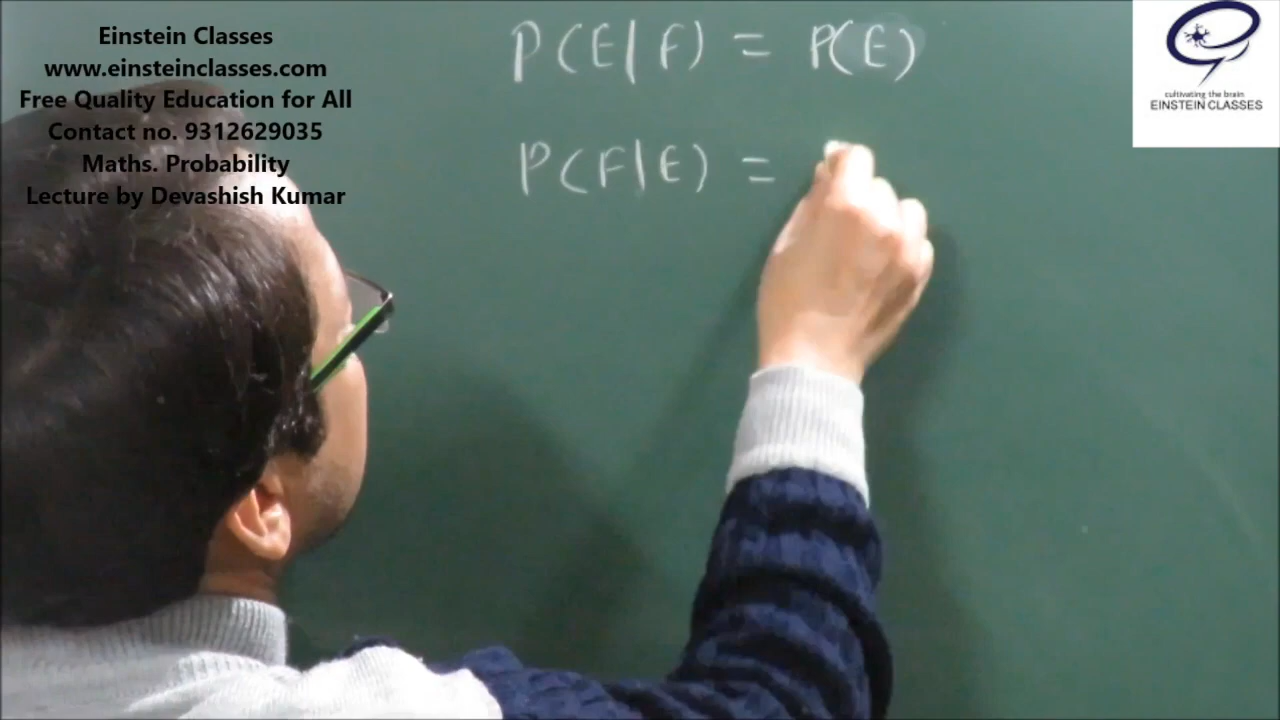 Einstein Classes
www.einsteinclasses.com
Free Quality Education for All
Contact no. 9312629035
Maths. Probability
Lecture by Devashish Kumar
P(E|F) = P(E)
P(F|E) =
cultivating the brain
EINSTEIN CLASSES